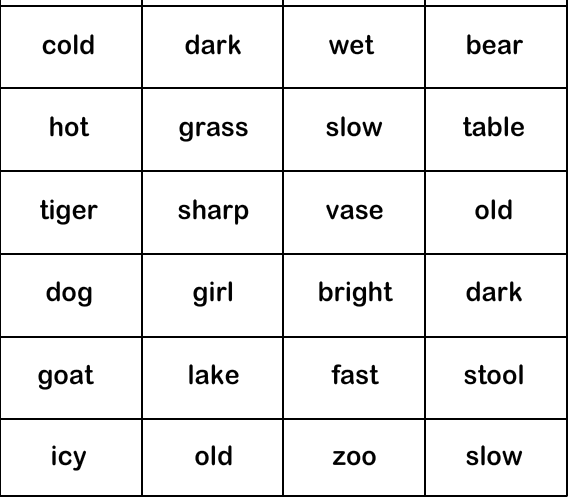 cold dark wet bear
hot grass slow table
tiger sharp vase old
dog girl bright dark
goat lake fast stool
icy old zoo slow